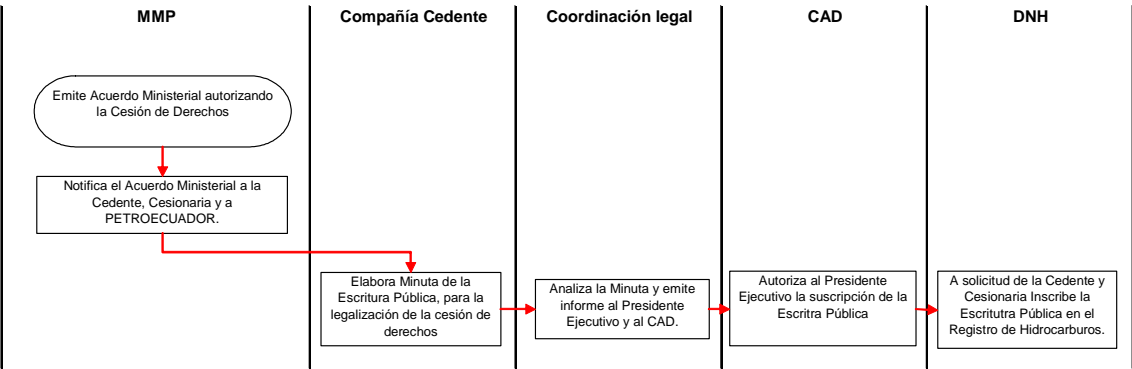 MMP
Compañía Cedente
Coordinación legal
CAD
DNH
Emite Acuerdo Ministerial autorizando
la Cesión de Derechos
Notifica el Acuerdo Ministerial a la
Cedente, Cesionaria y a
PETROECUADOR.
Elabora Minuta de la
Escritura Pública, para la
legalización de la cesión de
derechos
Analiza la Minuta y emite
informe al Presidente
Ejecutivo y al CAD.
Autoriza al Presidente
Ejecutivo la suscripción de la
Escritra Pública
A solicitud de la Cedente y
Cesionaria Inscribe la
Escritutra Pública en el
Registro de Hidrocarburos.